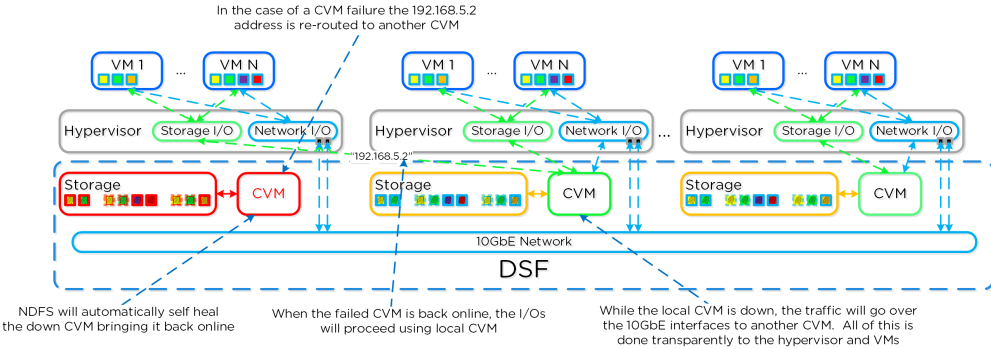 In the case of a CVM failure the 192.168.5.2
address is re-routed to another CVM
VM 1
...
VM N
VM 1
...
VM N
VM 1
...
VM N
Hypervisor
Storage I/O
Network I/O
Hypervisor
Storage I/O
Network I/O
...
Hypervisor
Storage I/O
Network I/O
"192.168.5.2"
Storage
CVM
Storage
CVM
Storage
CVM
10GbE Network
DSF
NDFS will automatically self heal
the down CVM bringing it back online
When the failed CVM is back online, the I/Os
will proceed using local CVM
While the local CVM is down, the traffic will go over
the 10GbE interfaces to another CVM.  All of this is
done transparently to the hypervisor and VMs